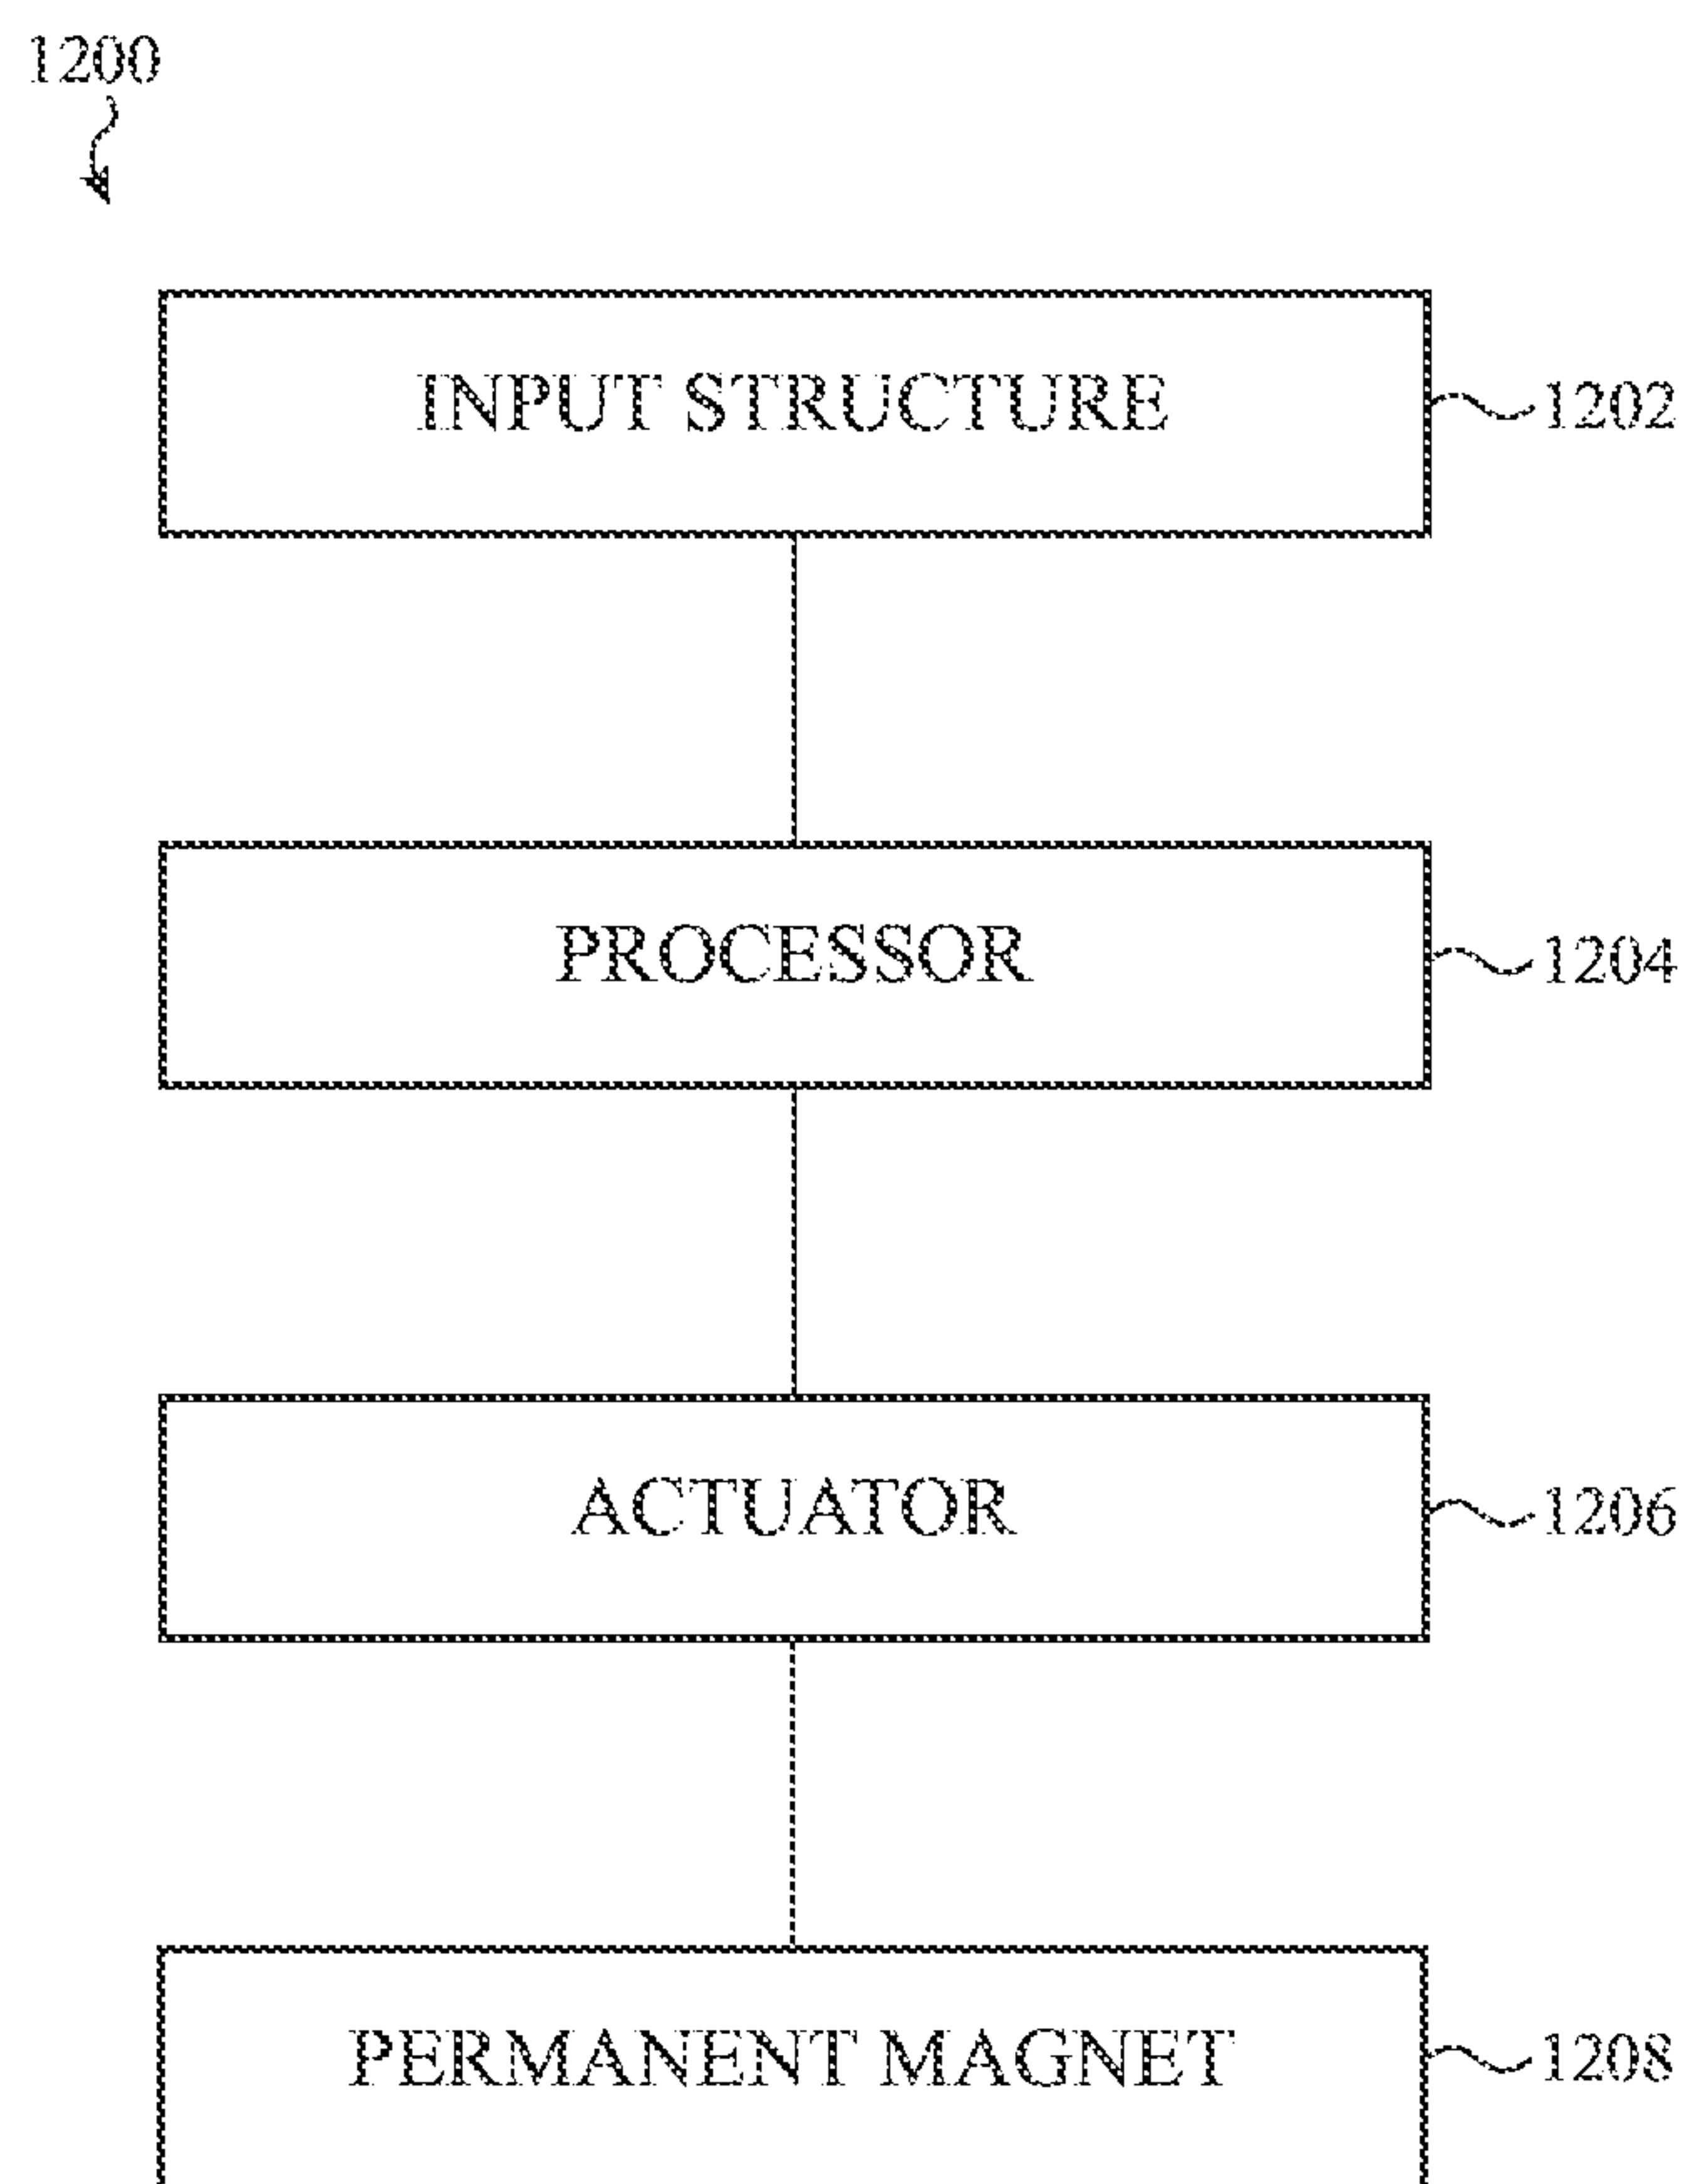 1200
INPUT STRUCTURE
1202
PROCESSOR
1204
ACTUATOR
1206
PERMANENT MAGNET
1208